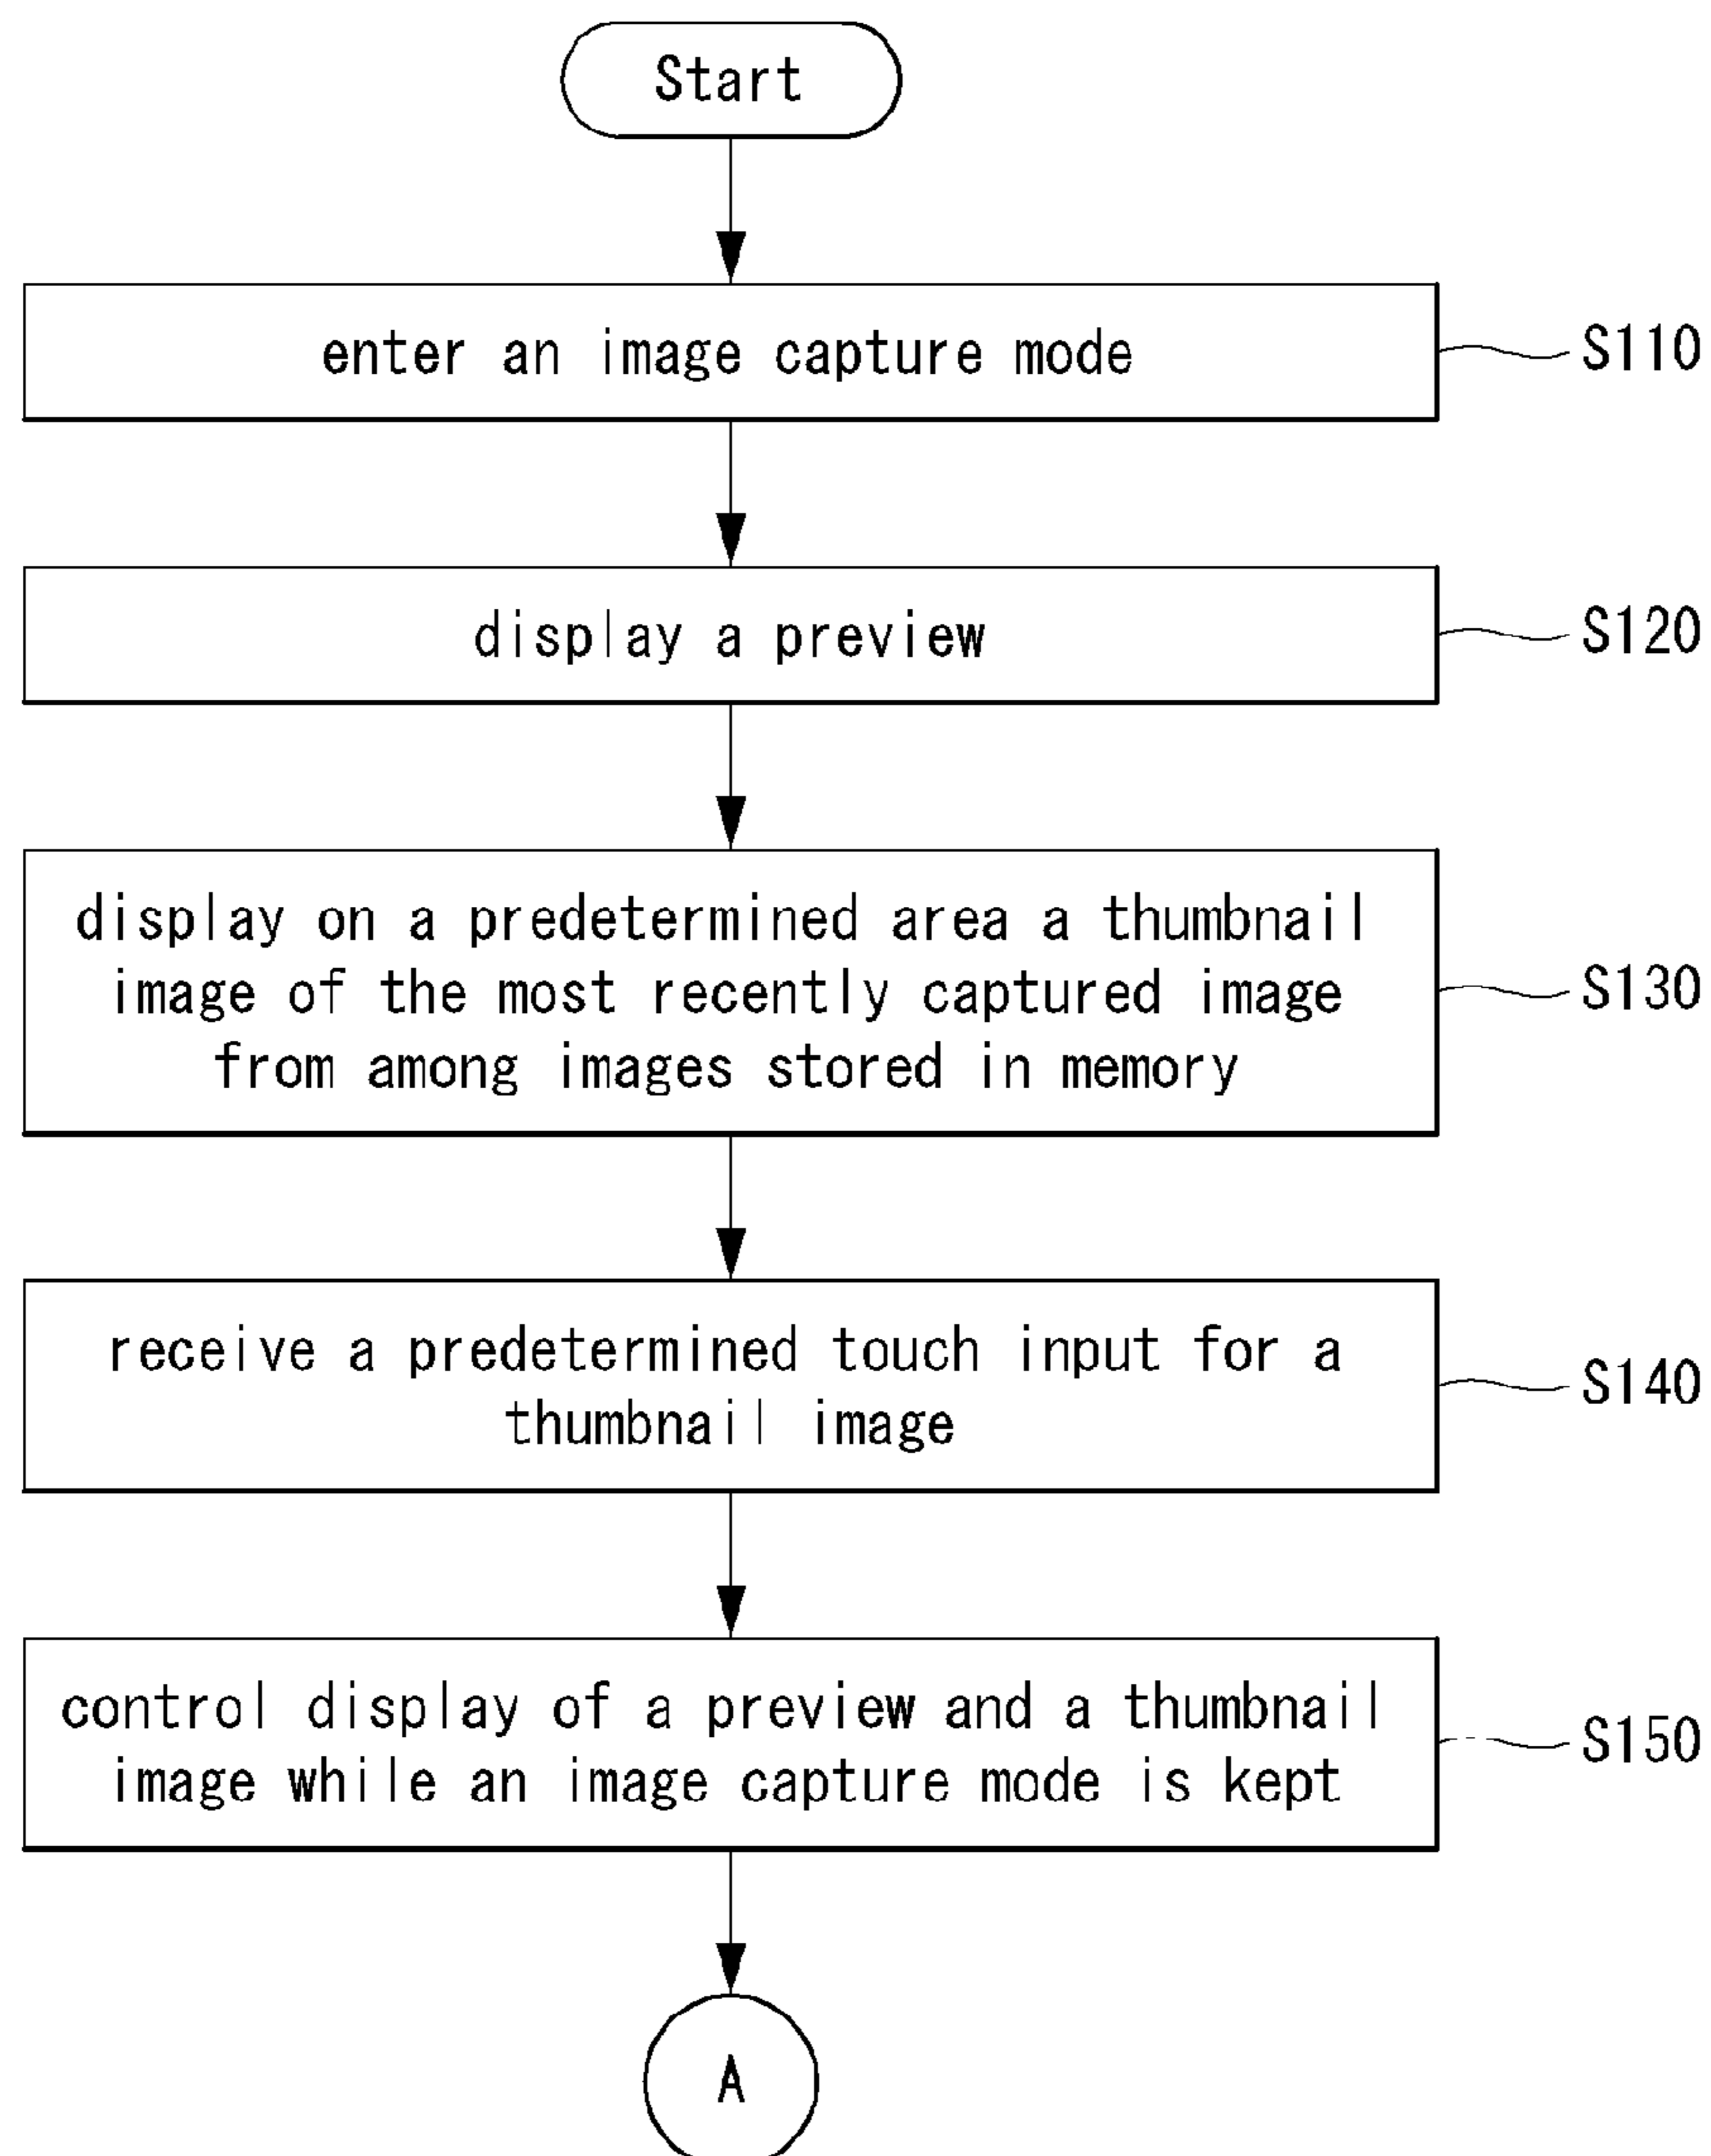 Start
enter an image capture mode
S110
display a preview
S120
display on a predetermined area a thumbnail
image of the most recently captured image
from among images stored in memory
S130
receive a predetermined touch input for a
thumbnail image
S140
control display of a preview and a thumbnail
image while an image capture mode is kept
S150
A